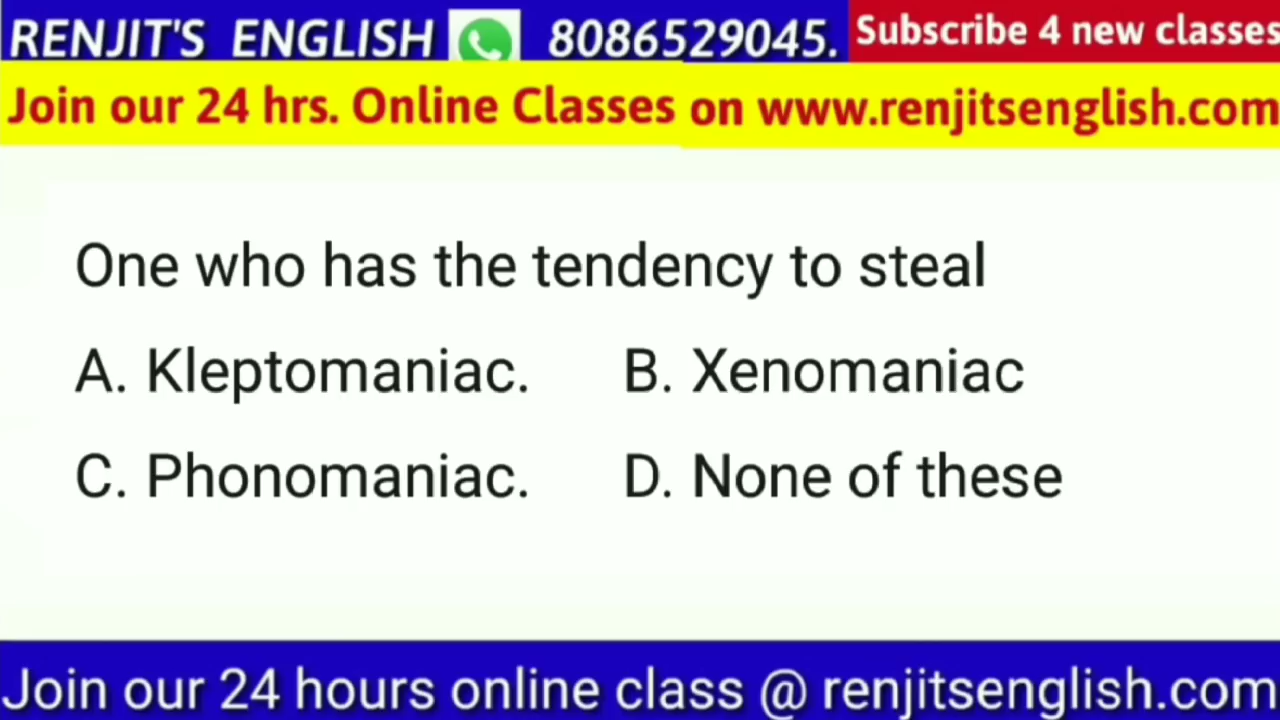 RENJIT'S ENGLISH 8086529045. Subscribe 4 new classes
Join our 24 hrs. Online Classes on www.renjitsenglish.com
One who has the tendency to steal
A. Kleptomaniac. B. Xenomaniac
C. Phonomaniac. D. None of these
Join our 24 hours online class @ renjitsenglish.com